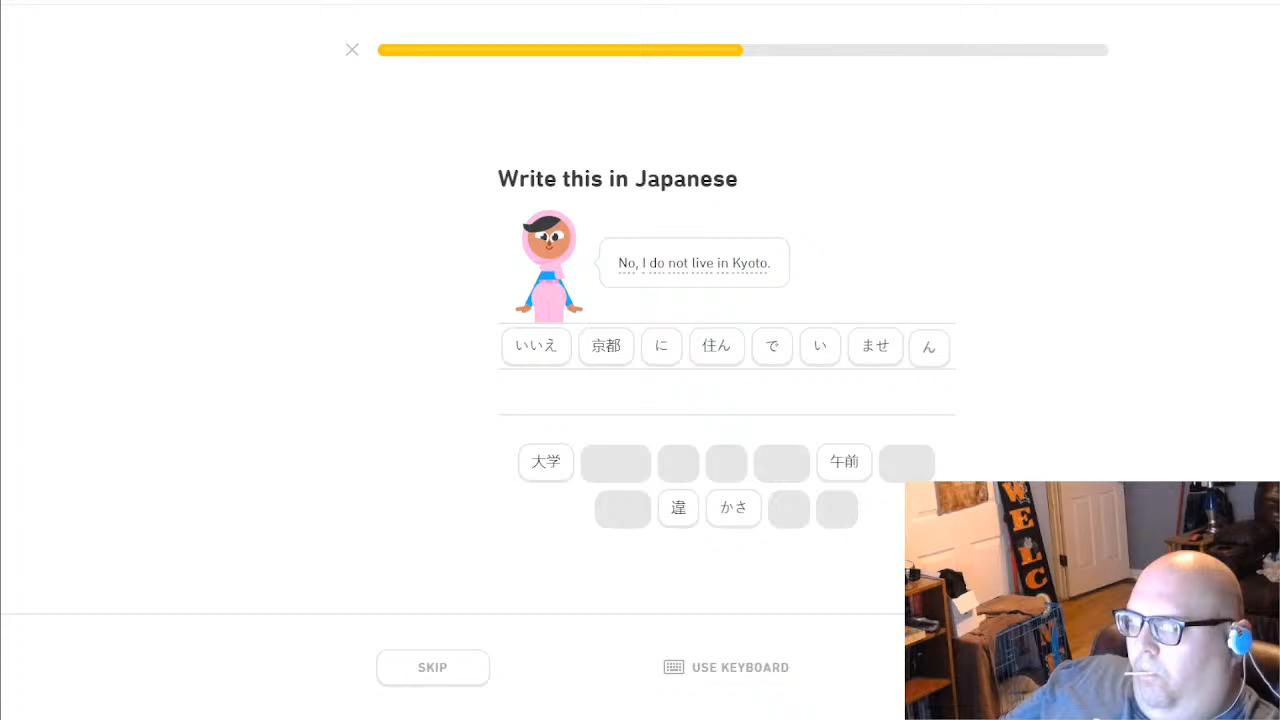 Write this in Japanese
No, I do not live in Kyoto.
いいえ 京都 に 住ん で い ませ ん
大学 午前
違 かさ
SKIP
USE KEYBOARD
WELC